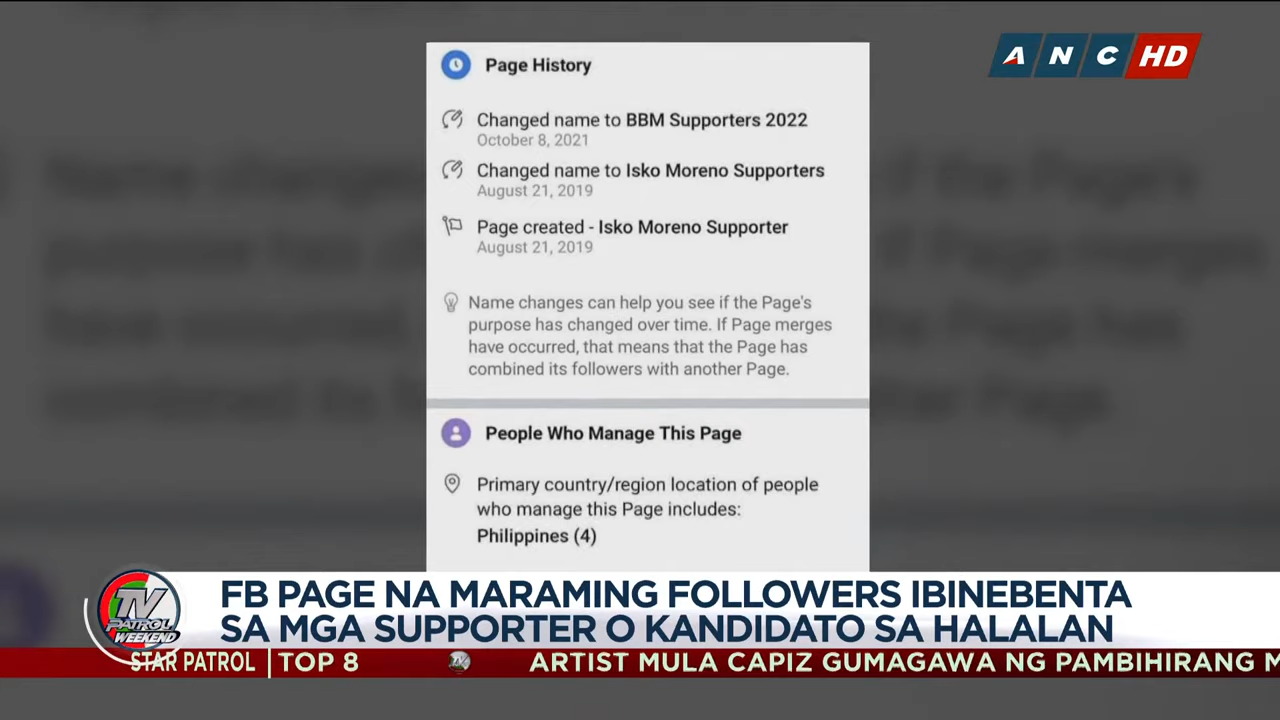 ANC HD
Page History
Changed name to BBM Supporters 2022
October 8, 2021
Changed name to Isko Moreno Supporters
August 21, 2019
Page created - Isko Moreno Supporter
August 21, 2019
Name changes can help you see if the Page's
purpose has changed over time. If Page merges
have occurred, that means that the Page has
combined its followers with another Page.
People Who Manage This Page
Primary country/region location of people
who manage this Page includes:
Philippines (4)
TV PATROL WEEKEND
FB PAGE NA MARAMING FOLLOWERS IBINEBENTA
SA MGA SUPPORTER O KANDIDATO SA HALALAN
STAR PATROL | TOP 8 ARTIST MULA CAPIZ GUMAGAWA NG PAMBIHIRANG